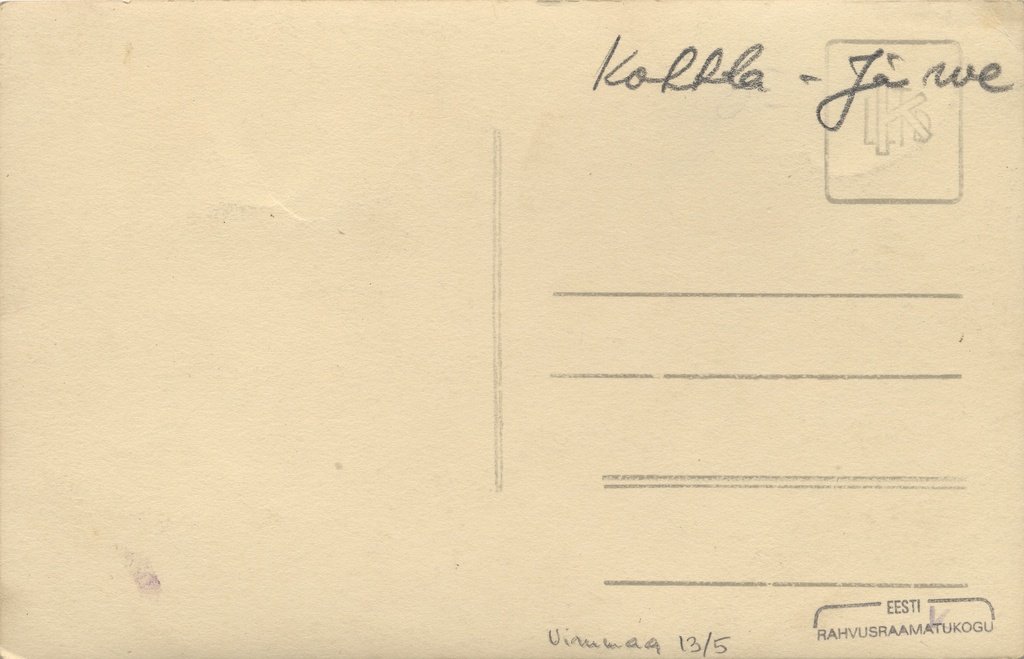 Kohtla - Järve
EESTI
RAHVUSRAAMATUKOGU
Virumaa 13/5